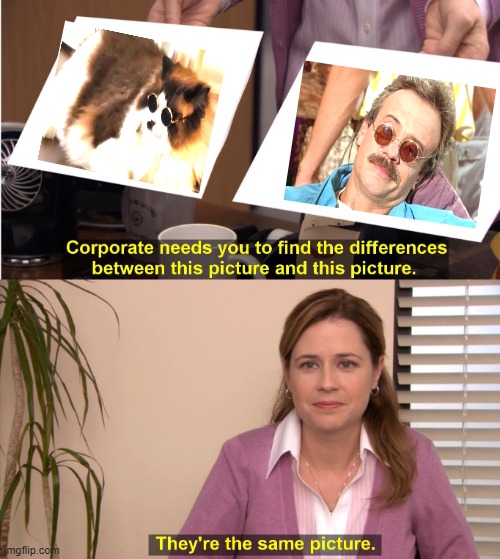 Corporate needs you to find the differences
between this picture and this picture.
They're the same picture.
imgflip.com